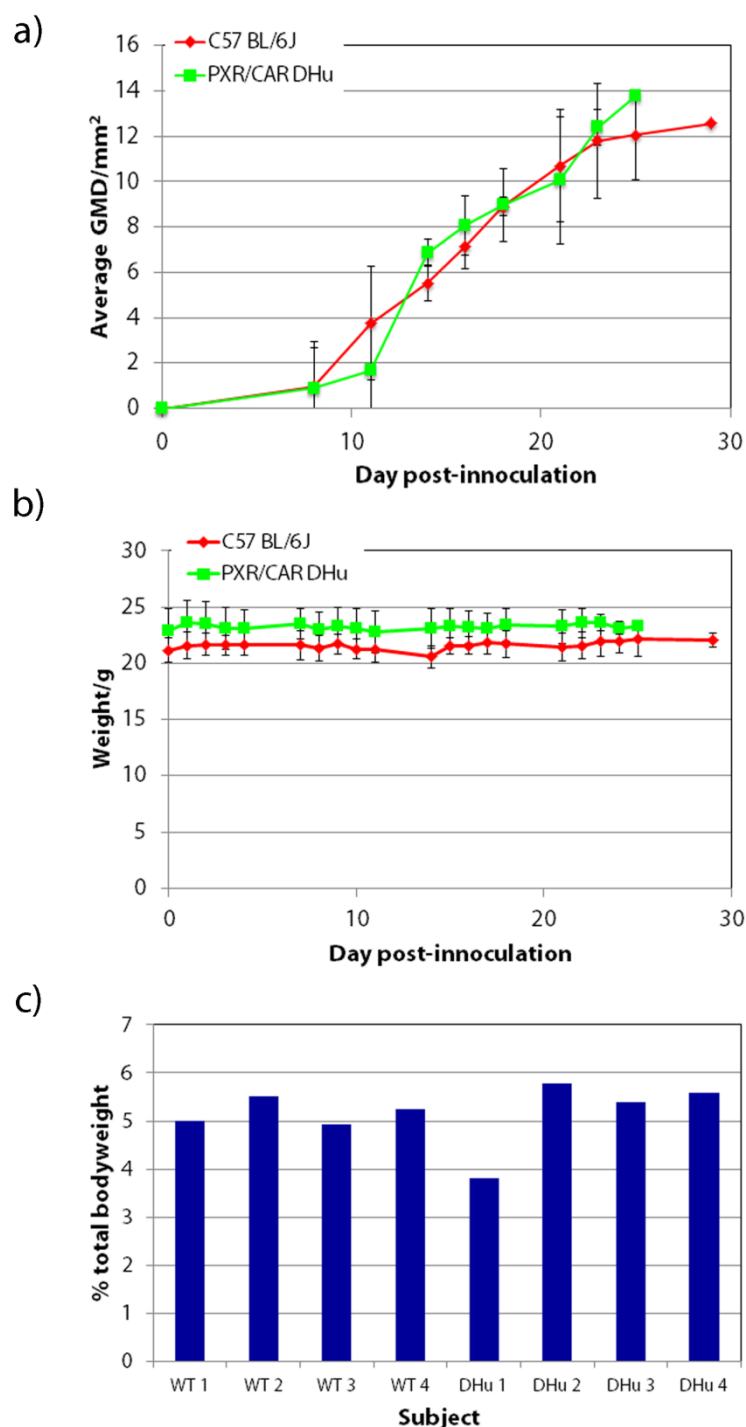 a)
C57 BL/6J
PXR/CAR DHu
Average GMD/mm²
16
14
12
10
8
6
4
2
0
0 10 20 30
Day post-innoculation
b)
C57 BL/6J
PXR/CAR DHu
Weight/g
30
25
20
15
10
5
0
0 10 20 30
Day post-innoculation
c)
% total bodyweight
7
6
5
4
3
2
1
0
WT 1 WT 2 WT 3 WT 4 DHu 1 DHu 2 DHu 3 DHu 4
Subject